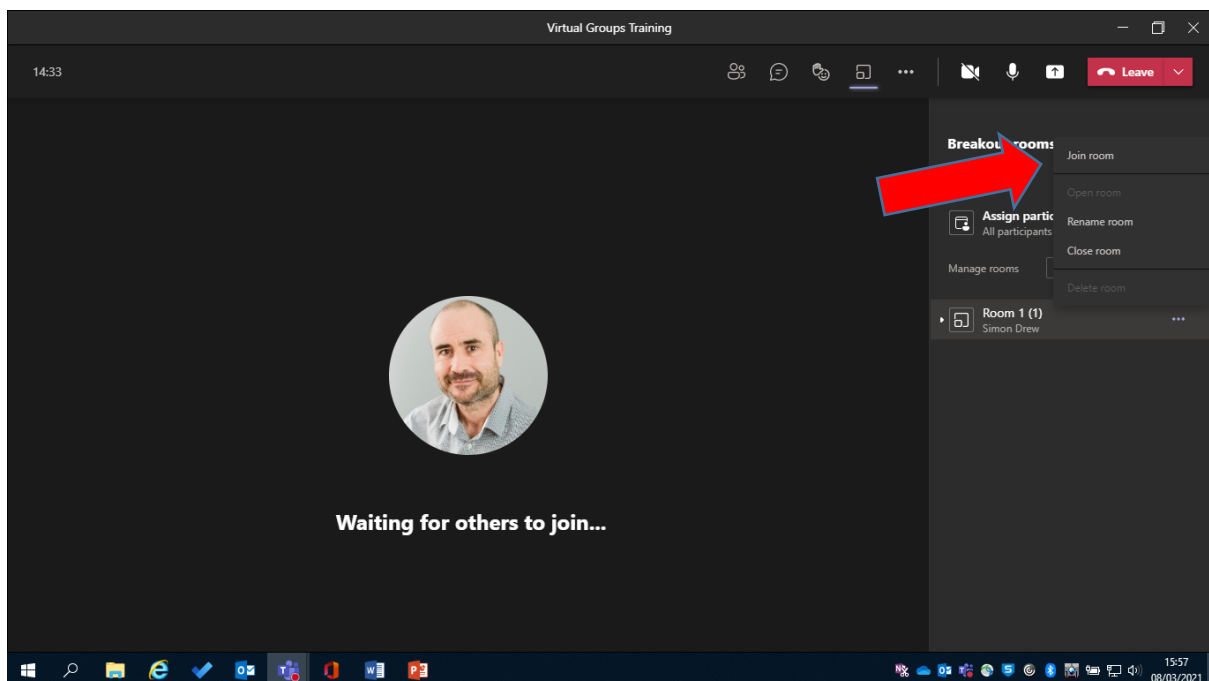 Virtual Groups Training
14:33
Leave
Breakout rooms
Join room
Open room
Assign partic
Rename room
All participants
Close room
Manage rooms
Delete room
Room 1 (1)
Simon Drew
Waiting for others to join...
15:57
08/03/2021